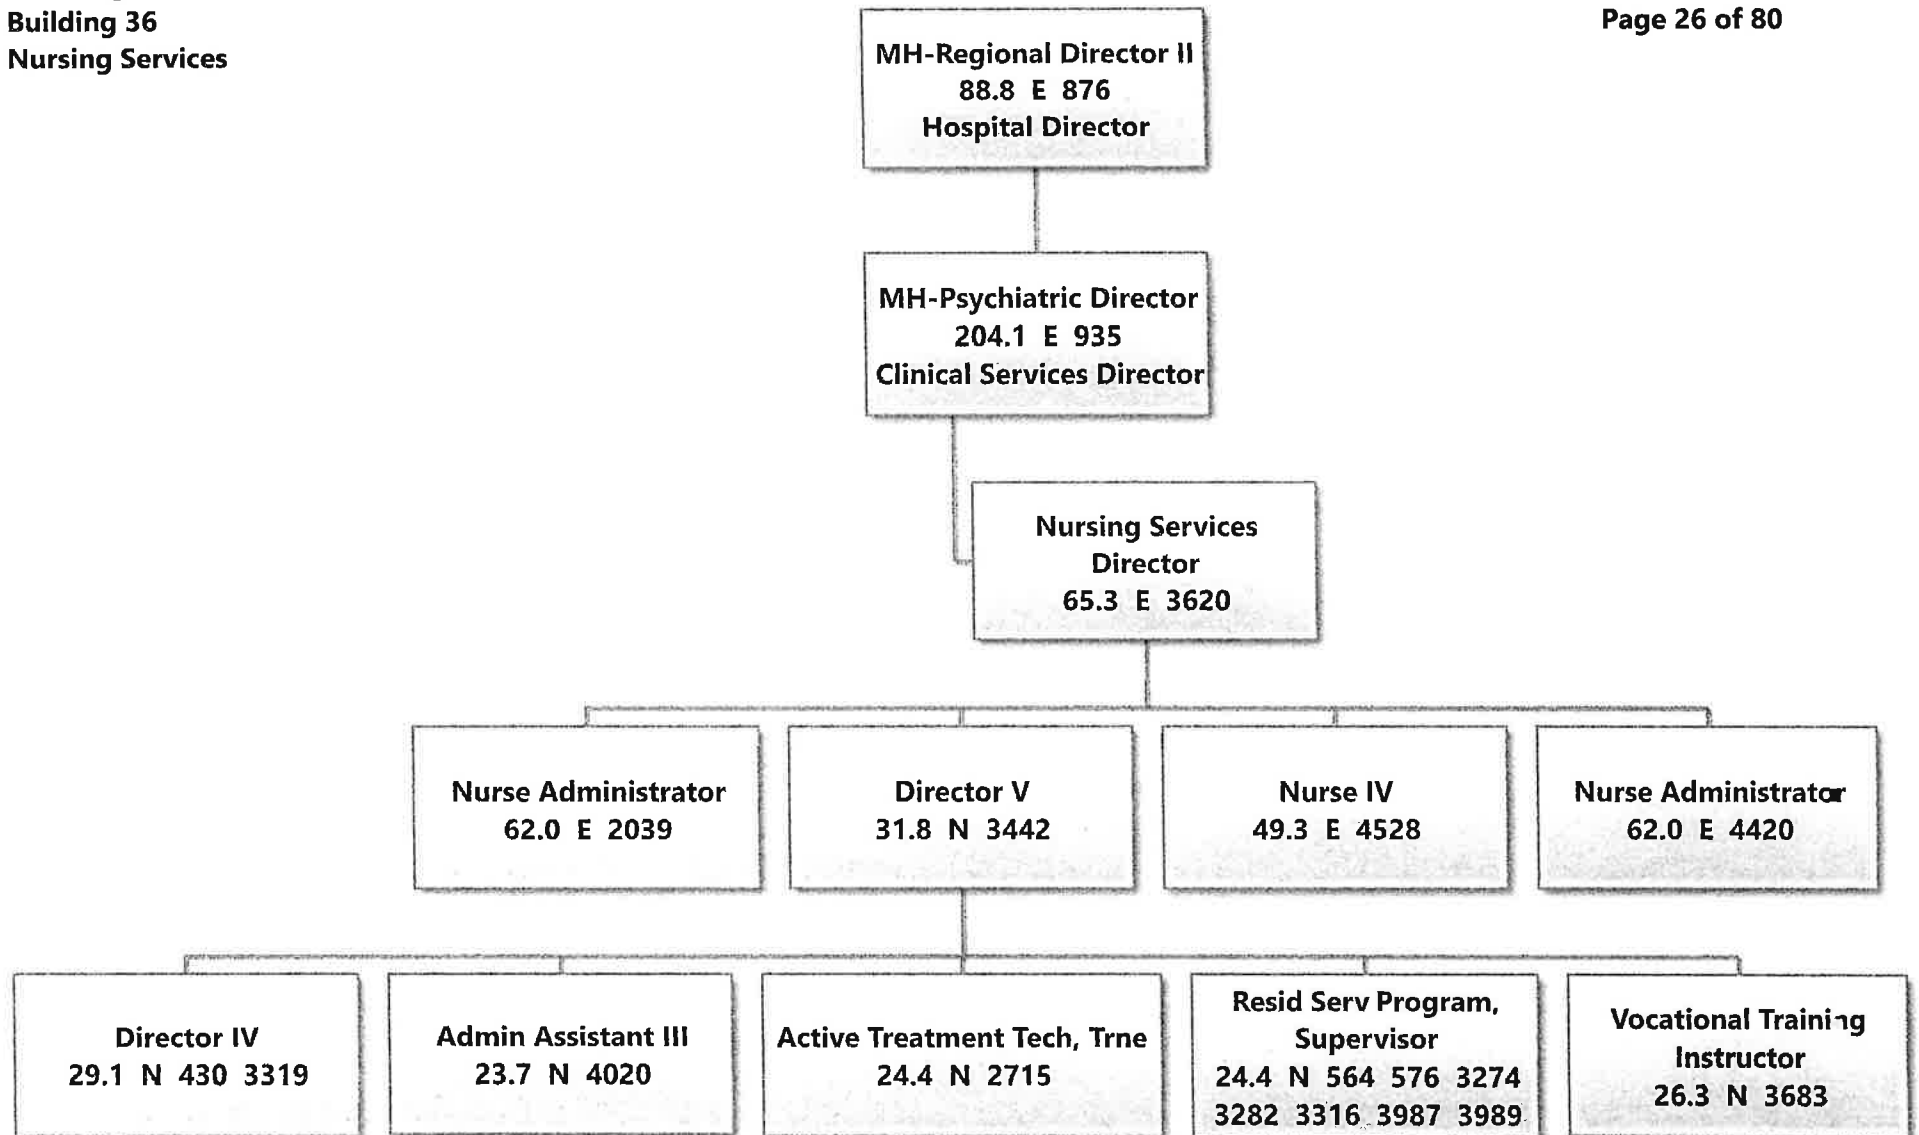 Building 36
Nursing Services
Page 26 of 80
MH-Regional Director II
88.8 E 876
Hospital Director
MH-Psychiatric Director
204.1 E 935
Clinical Services Director
Nursing Services
Director
65.3 E 3620
Nurse Administrator
62.0 E 2039
Director V
31.8 N 3442
Nurse IV
49.3 E 4528
Nurse Administrator
62.0 E 4420
Director IV
29.1 N 430 3319
Admin Assistant III
23.7 N 4020
Active Treatment Tech, Trne
24.4 N 2715
Resid Serv Program,
Supervisor
24.4 N 564 576 3274
3282 3316 3987 3989
Vocational Training
Instructor
26.3 N 3683